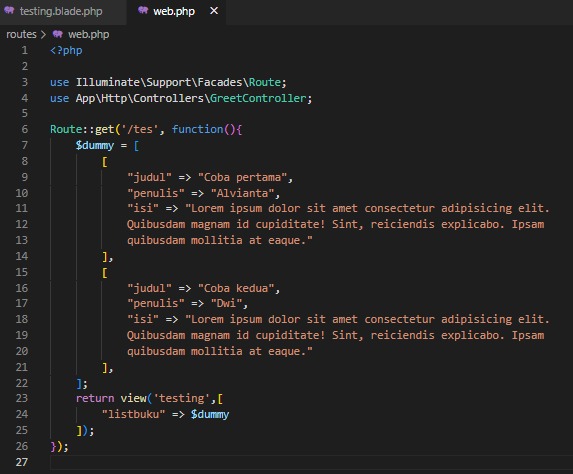 testing.blade.php web.php ×
routes > web.php
1 <?php
2
3 use Illuminate\Support\Facades\Route;
4 use App\Http\Controllers\GreetController;
5
6 Route::get('/tes', function(){
7 $dummy = [
8 [
9 "judul" => "Coba pertama",
10 "penulis" => "Alvianta",
11 "isi" => "Lorem ipsum dolor sit amet consectetur adipisicing elit.
12 Quibusdam magnam id cupiditate! Sint, reiciendis explicabo. Ipsam
13 quibusdam mollitia at eaque."
14 ],
15 [
16 "judul" => "Coba kedua",
17 "penulis" => "Dwi",
18 "isi" => "Lorem ipsum dolor sit amet consectetur adipisicing elit.
19 Quibusdam magnam id cupiditate! Sint, reiciendis explicabo. Ipsam
20 quibusdam mollitia at eaque."
21 ],
22 ];
23 return view('testing',[
24 "listbuku" => $dummy
25 ]);
26 });
27